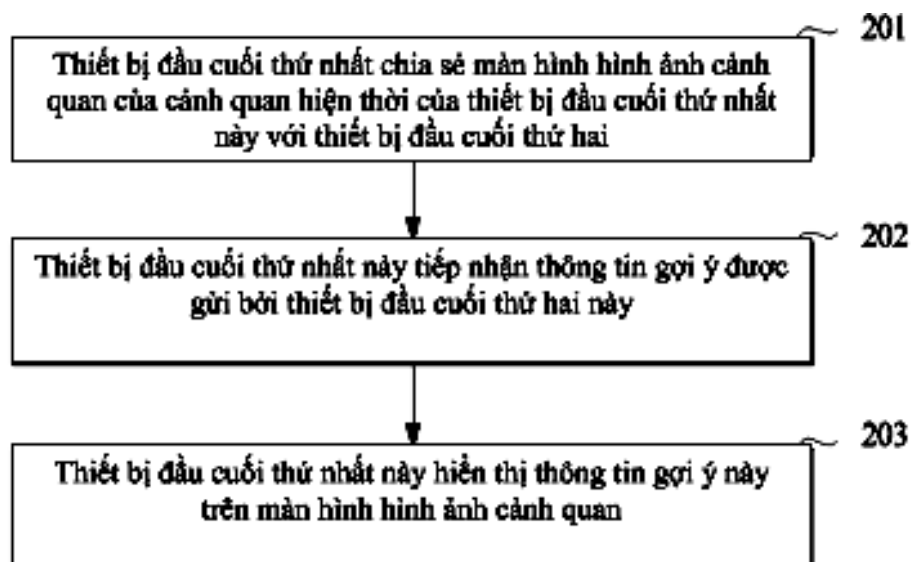 201
Thiết bị đầu cuối thứ nhất chia sẻ màn hình hình ảnh cảnh
quan của cảnh quan hiện thời của thiết bị đầu cuối thứ nhất
này với thiết bị đầu cuối thứ hai
202
Thiết bị đầu cuối thứ nhất này tiếp nhận thông tin gợi ý được
gửi bởi thiết bị đầu cuối thứ hai này
203
Thiết bị đầu cuối thứ nhất này hiển thị thông tin gợi ý này
trên màn hình hình ảnh cảnh quan